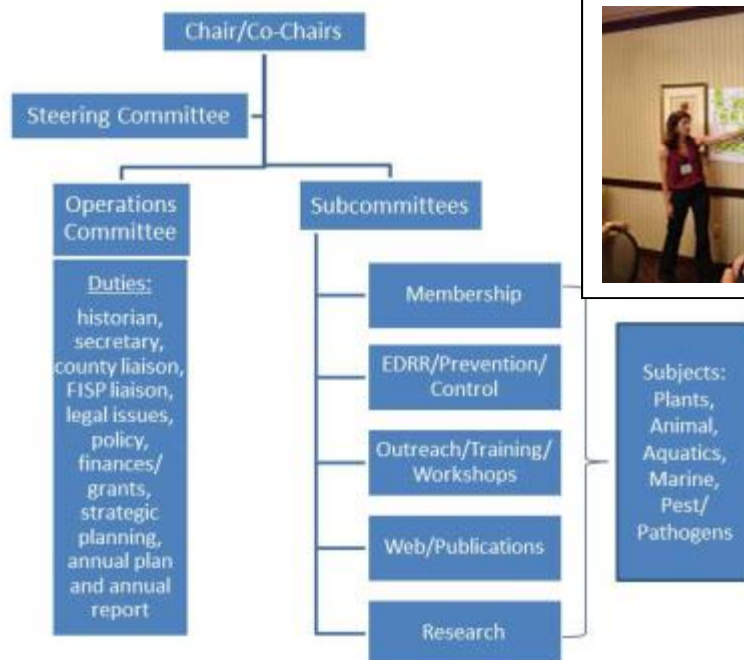 Chair/Co-Chairs
Steering Committee
Operations
Committee
Duties:
historian,
secretary,
county liaison,
FISP liaison,
legal issues,
policy,
finances/
grants,
strategic
planning,
annual plan
and annual
report
Subcommittees
Membership
EDRR/Prevention/
Control
Outreach/Training/
Workshops
Web/Publications
Research
Subjects:
Plants,
Animal,
Aquatics,
Marine,
Pest/
Pathogens